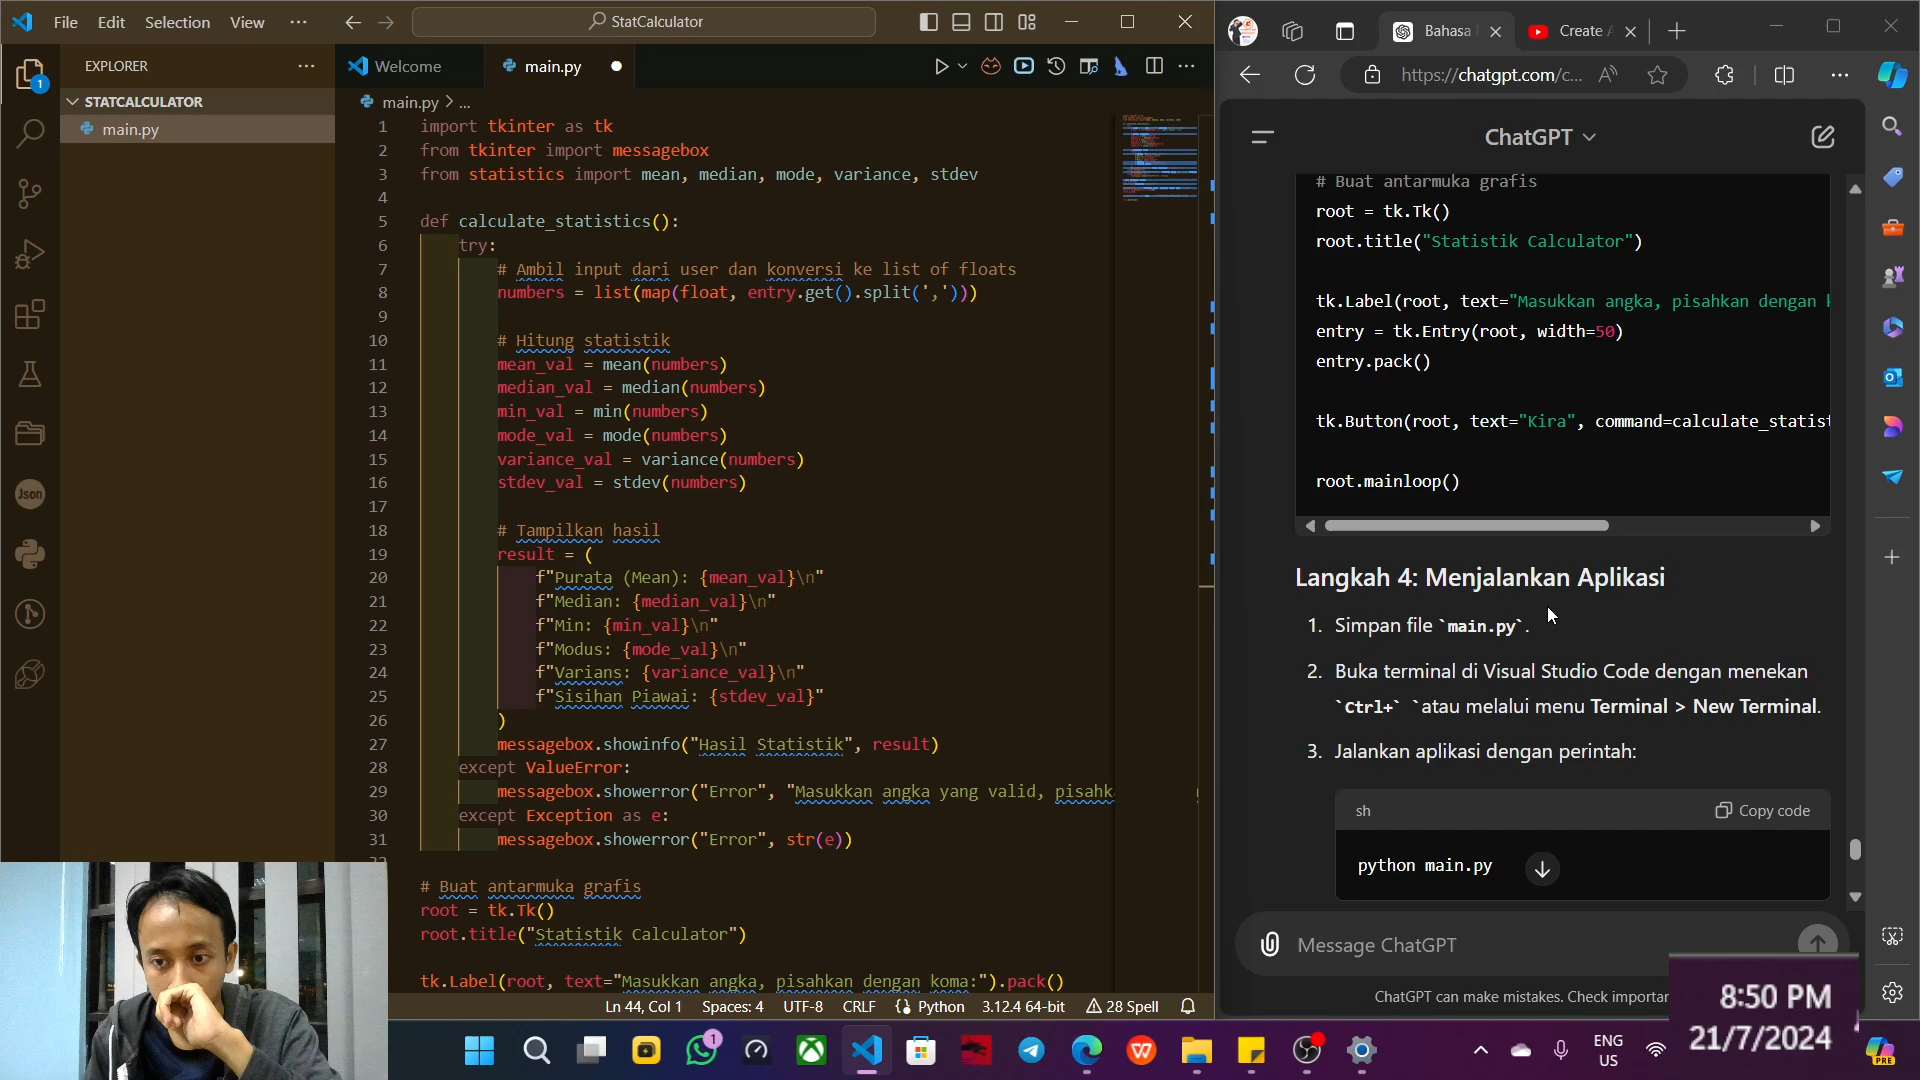 File Edit Selection View ···
StatCalculator
EXPLORER ···
STATCALCULATOR
main.py
1
Welcome
main.py
main.py > ...
1 import tkinter as tk
2 from tkinter import messagebox
3 from statistics import mean, median, mode, variance, stdev
4
5 def calculate_statistics():
6 try:
7 # Ambil input dari user dan konversi ke list of floats
8 numbers = list(map(float, entry.get().split(',')))
9
10 # Hitung statistik
11 mean_val = mean(numbers)
12 median_val = median(numbers)
13 min_val = min(numbers)
14 mode_val = mode(numbers)
15 variance_val = variance(numbers)
16 stdev_val = stdev(numbers)
17
18 # Tampilkan hasil
19 result = (
20 f"Purata (Mean): {mean_val}\n"
21 f"Median: {median_val}\n"
22 f"Min: {min_val}\n"
23 f"Modus: {mode_val}\n"
24 f"Varians: {variance_val}\n"
25 f"Sisihan Piawai: {stdev_val}"
26 )
27 messagebox.showinfo("Hasil Statistik", result)
28 except ValueError:
29 messagebox.showerror("Error", "Masukkan angka yang valid, pisahk
30 except Exception as e:
31 messagebox.showerror("Error", str(e))
# Buat antarmuka grafis
root = tk.Tk()
root.title("Statistik Calculator")
tk.Label(root, text="Masukkan angka, pisahkan dengan koma:").pack()
Json
Ln 44, Col 1 Spaces: 4 UTF-8 CRLF Python 3.12.4 64-bit 28 Spell
Bahasa
Create A
https://chatgpt.com/c...
ChatGPT
# Buat antarmuka grafis
root = tk.Tk()
root.title("Statistik Calculator")
tk.Label(root, text="Masukkan angka, pisahkan dengan k
entry = tk.Entry(root, width=50)
entry.pack()
tk.Button(root, text="Kira", command=calculate_statist
root.mainloop()
Langkah 4: Menjalankan Aplikasi
1. Simpan file `main.py`.
2. Buka terminal di Visual Studio Code dengan menekan
`Ctrl+` `atau melalui menu Terminal > New Terminal.
3. Jalankan aplikasi dengan perintah:
sh Copy code
python main.py
Message ChatGPT
ChatGPT can make mistakes. Check importan
8:50 PM
21/7/2024
1
ENG
US
PRE